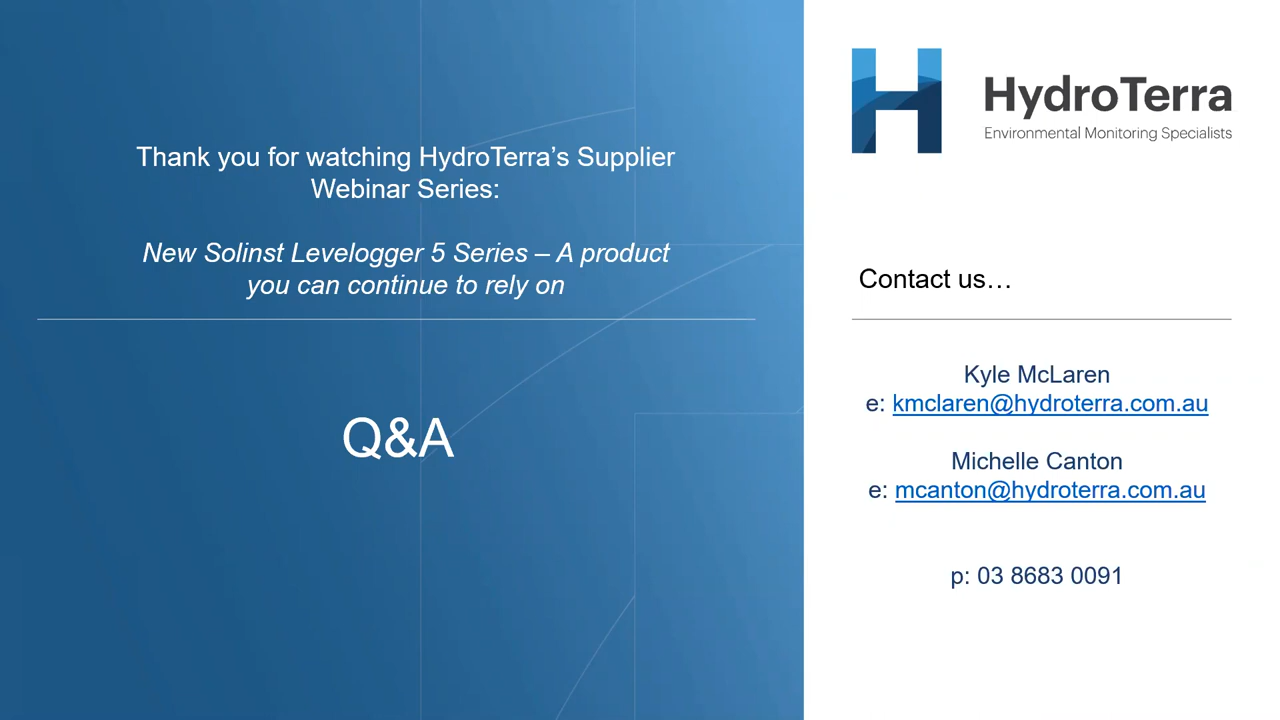 Thank you for watching HydroTerra’s Supplier
Webinar Series:
New Solinst Levelogger 5 Series – A product
you can continue to rely on
Q&A
HydroTerra
Environmental Monitoring Specialists
Contact us…
Kyle McLaren
e: kmclaren@hydroterra.com.au
Michelle Canton
e: mcanton@hydroterra.com.au
p: 03 8683 0091